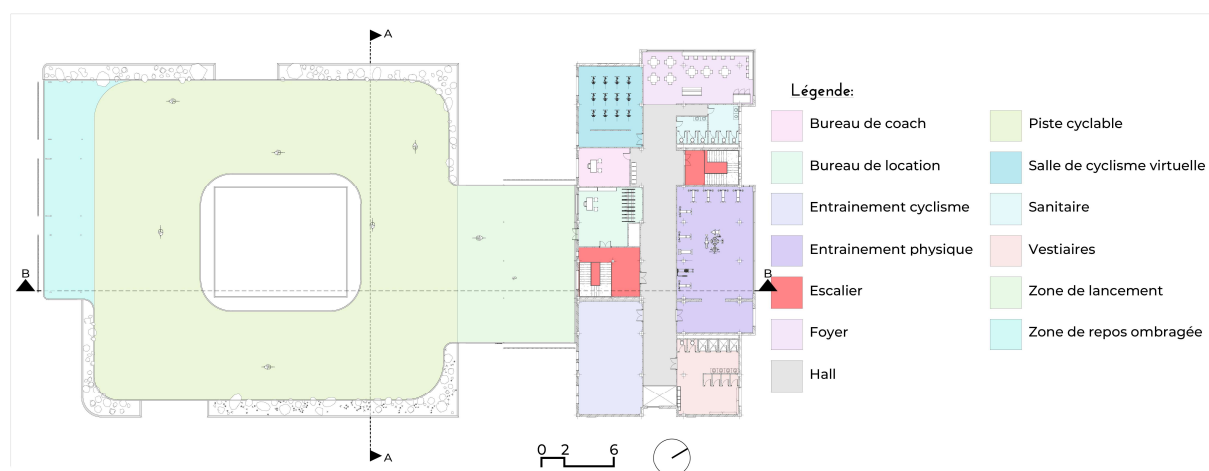 A
B
B
A
Légende:
Bureau de coach
Bureau de location
Entrainement cyclisme
Entrainement physique
Escalier
Foyer
Hall
Piste cyclable
Salle de cyclisme virtuelle
Sanitaire
Vestiaires
Zone de lancement
Zone de repos ombragée
0 2 6